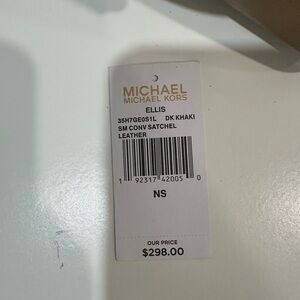 MICHAEL
MICHAEL KORS
ELLIS
35H7GE0S1L DK KHAKI
SM CONV SATCHEL
LEATHER
1 92317 42005 0
NS
OUR PRICE
$298.00